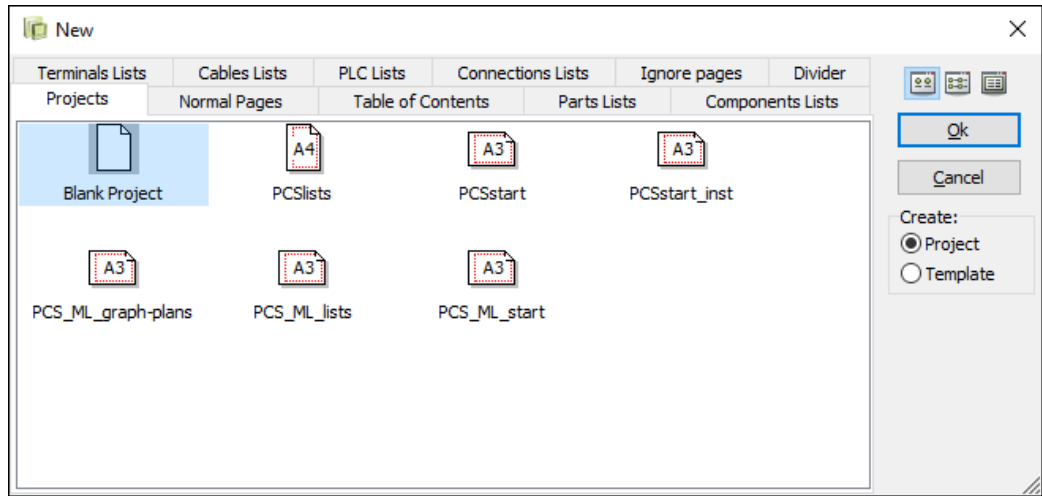 New
Terminals Lists Cables Lists PLC Lists Connections Lists Ignore pages Divider
Projects Normal Pages Table of Contents Parts Lists Components Lists
A4 A3 A3
Blank Project PCSlists PCSstart PCSstart_inst
A3 A3 A3
PCS_ML_graph-plans PCS_ML_lists PCS_ML_start
Ok
Cancel
Create:
Project
Template